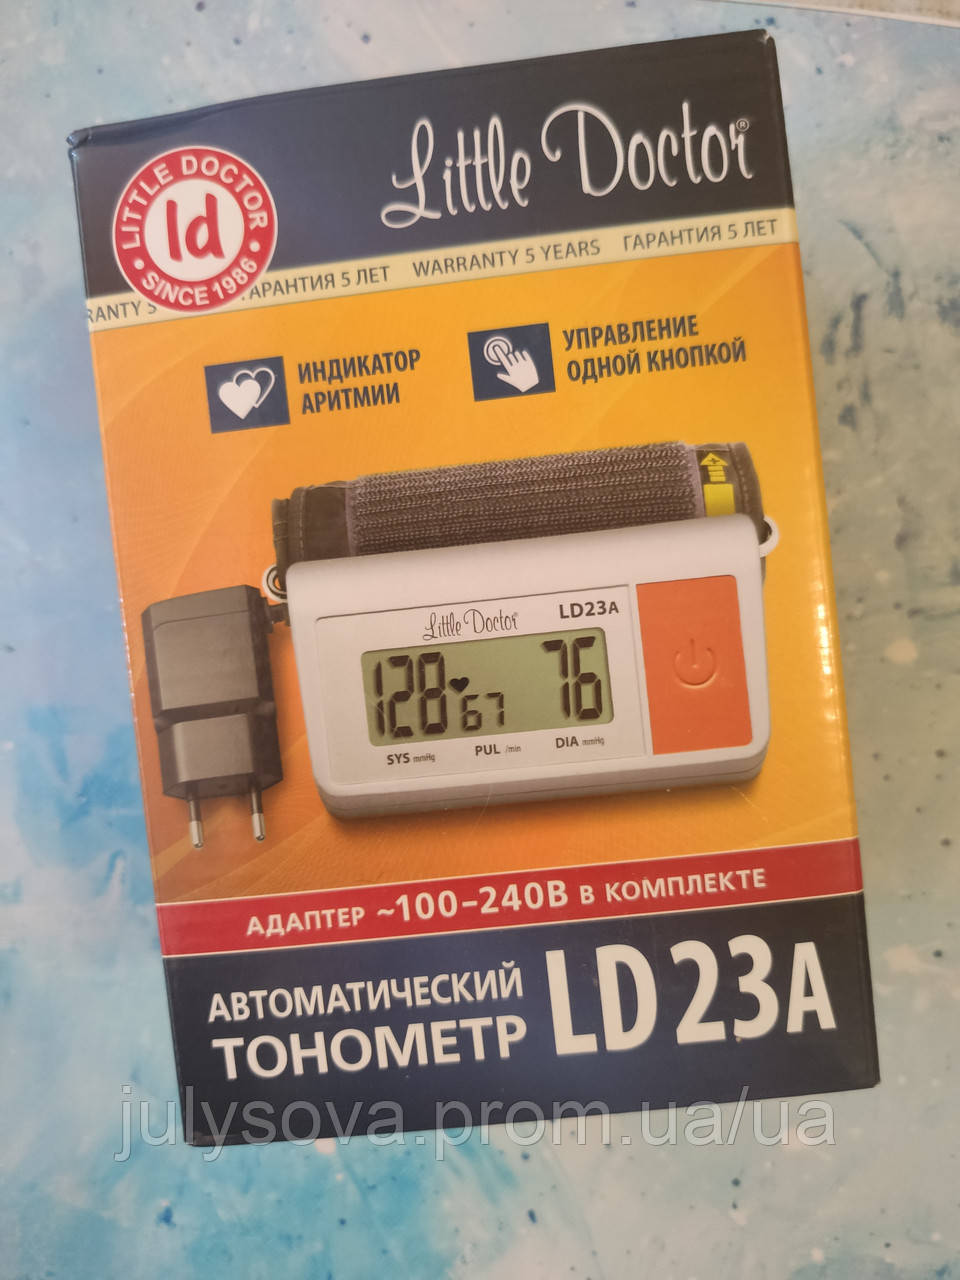 Little Doctor®
LITTLE DOCTOR
ld
SINCE 1986
RANTY 5 ГАРАНТИЯ 5 ЛЕТ WARRANTY 5 YEARS ГАРАНТИЯ 5 ЛЕТ
ИНДИКАТОР
АРИТМИИ
УПРАВЛЕНИЕ
ОДНОЙ КНОПКОЙ
Little Doctor®
LD23A
128 67 76
SYS mmHg PUL /min DIA mmHg
АДАПТЕР ~100-240В В КОМПЛЕКТЕ
АВТОМАТИЧЕСКИЙ
ТОНОМЕТР
LD 23A
julysova.prom.ua/ua